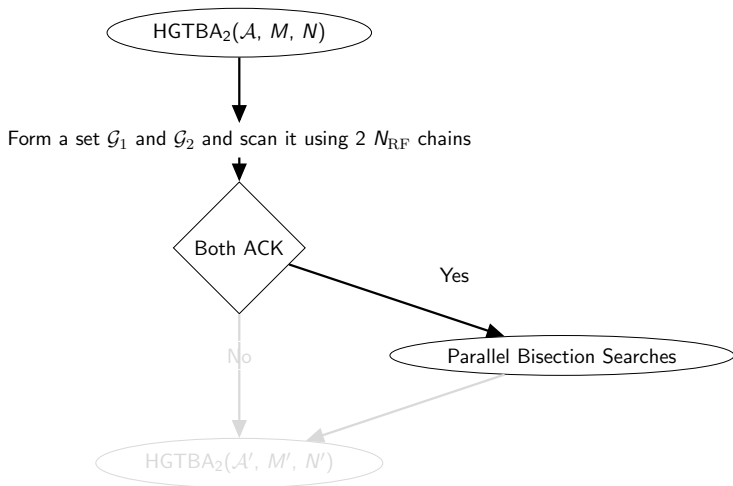 HGTBA₂(𝒜, M, N)
Form a set 𝒢₁ and 𝒢₂ and scan it using 2 N_RF chains
Both ACK
Yes
No
Parallel Bisection Searches
HGTBA₂(𝒜′, M′, N′)